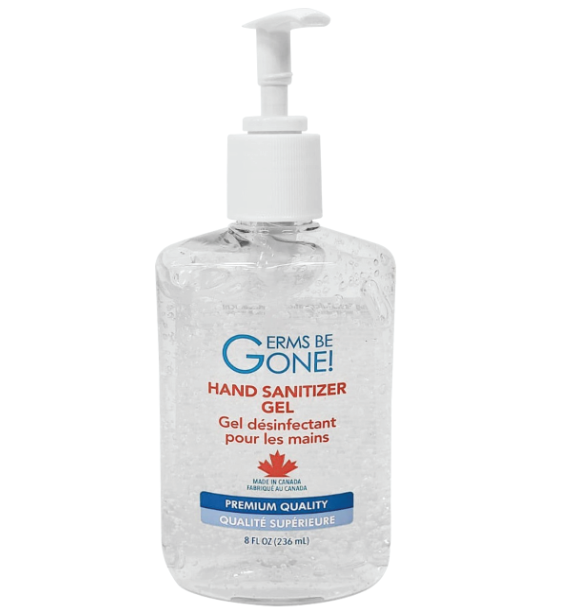 GERMS BE
GONE!
HAND SANITIZER
GEL
Gel désinfectant
pour les mains
MADE IN CANADA
FABRIQUÉ AU CANADA
PREMIUM QUALITY
QUALITÉ SUPÉRIEURE
8 FL OZ (236 mL)